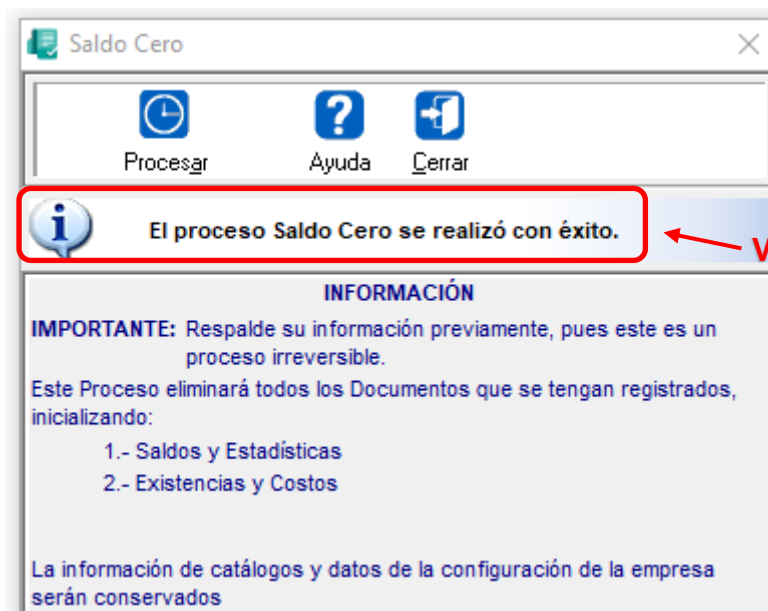 Saldo Cero
Procesar Ayuda Cerrar
El proceso Saldo Cero se realizó con éxito.
V
INFORMACIÓN
IMPORTANTE: Respalde su información previamente, pues este es un
proceso irreversible.
Este Proceso eliminará todos los Documentos que se tengan registrados,
inicializando:
1.- Saldos y Estadísticas
2.- Existencias y Costos
La información de catálogos y datos de la configuración de la empresa
serán conservados